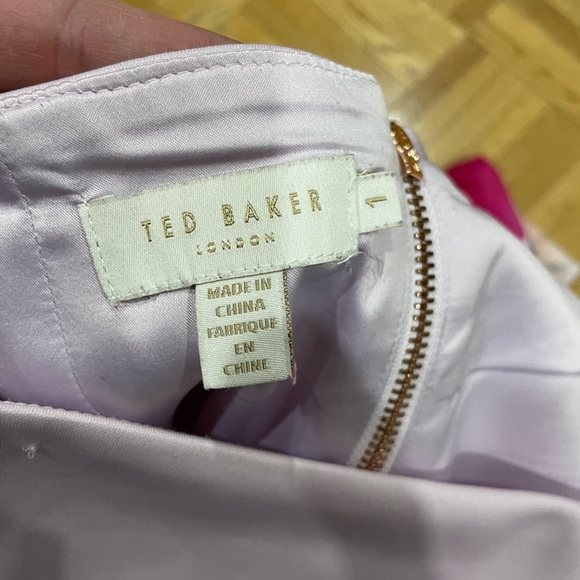 TED BAKER
LONDON
1
MADE IN
CHINA
FABRIQUE
EN
CHINE